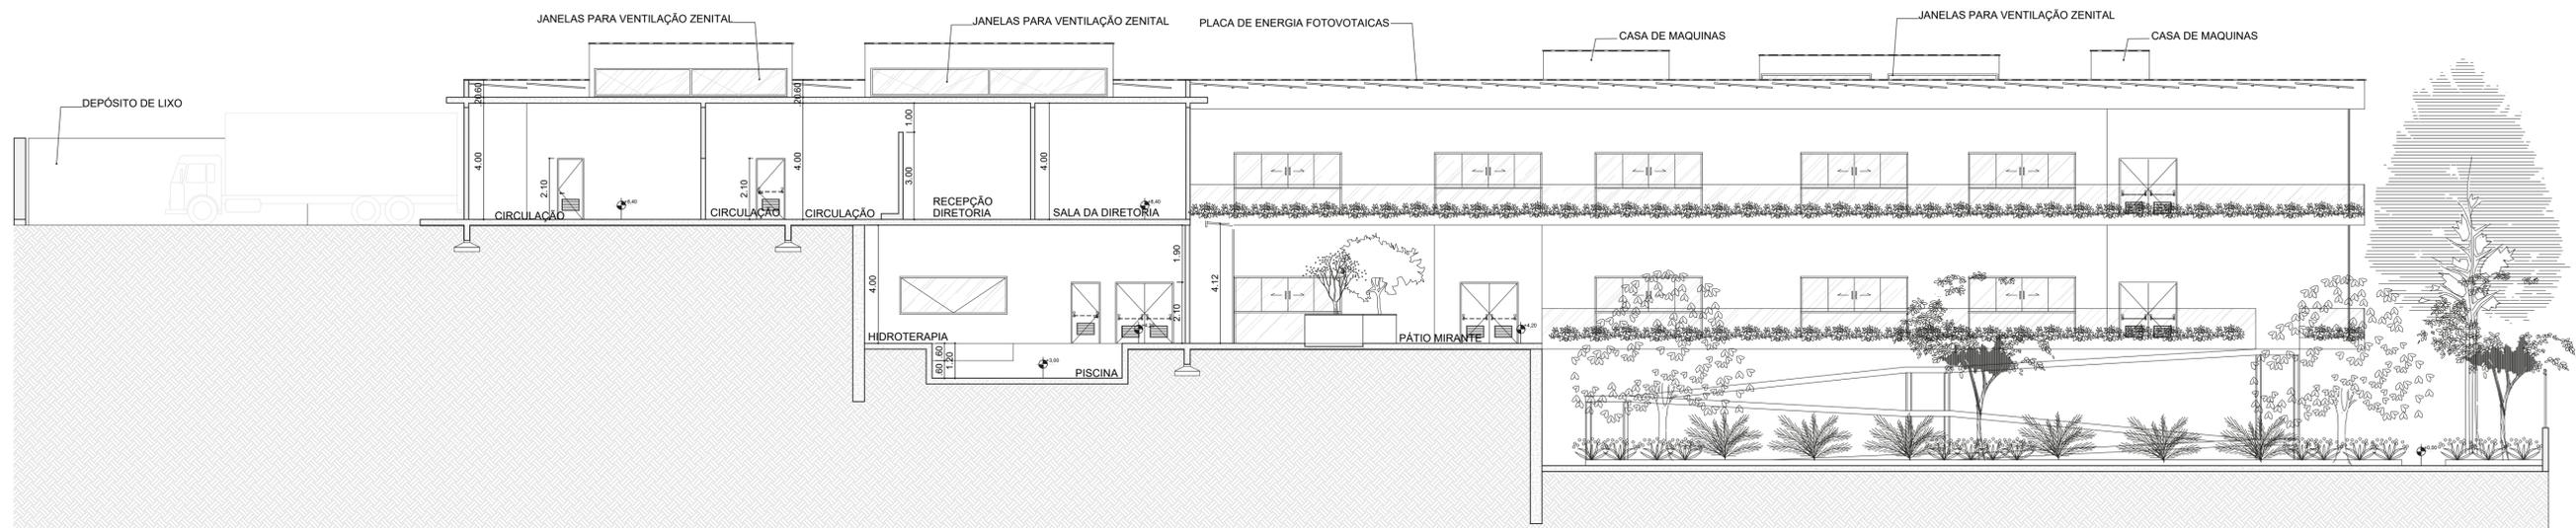 JANELAS PARA VENTILAÇÃO ZENITAL
JANELAS PARA VENTILAÇÃO ZENITAL
PLACA DE ENERGIA FOTOVOTAICAS
JANELAS PARA VENTILAÇÃO ZENITAL
CASA DE MAQUINAS
CASA DE MAQUINAS
DEPÓSITO DE LIXO
.60
.20
.60
.20
1.00
4.00
4.00
3.00
4.00
2.10
2.10
CIRCULAÇÃO
CIRCULAÇÃO
CIRCULAÇÃO
RECEPÇÃO
DIRETORIA
SALA DA DIRETORIA
4.00
1.90
2.10
4.12
HIDROTERAPIA
.60
.60
1.20
PISCINA
PÁTIO MIRANTE
+4,20